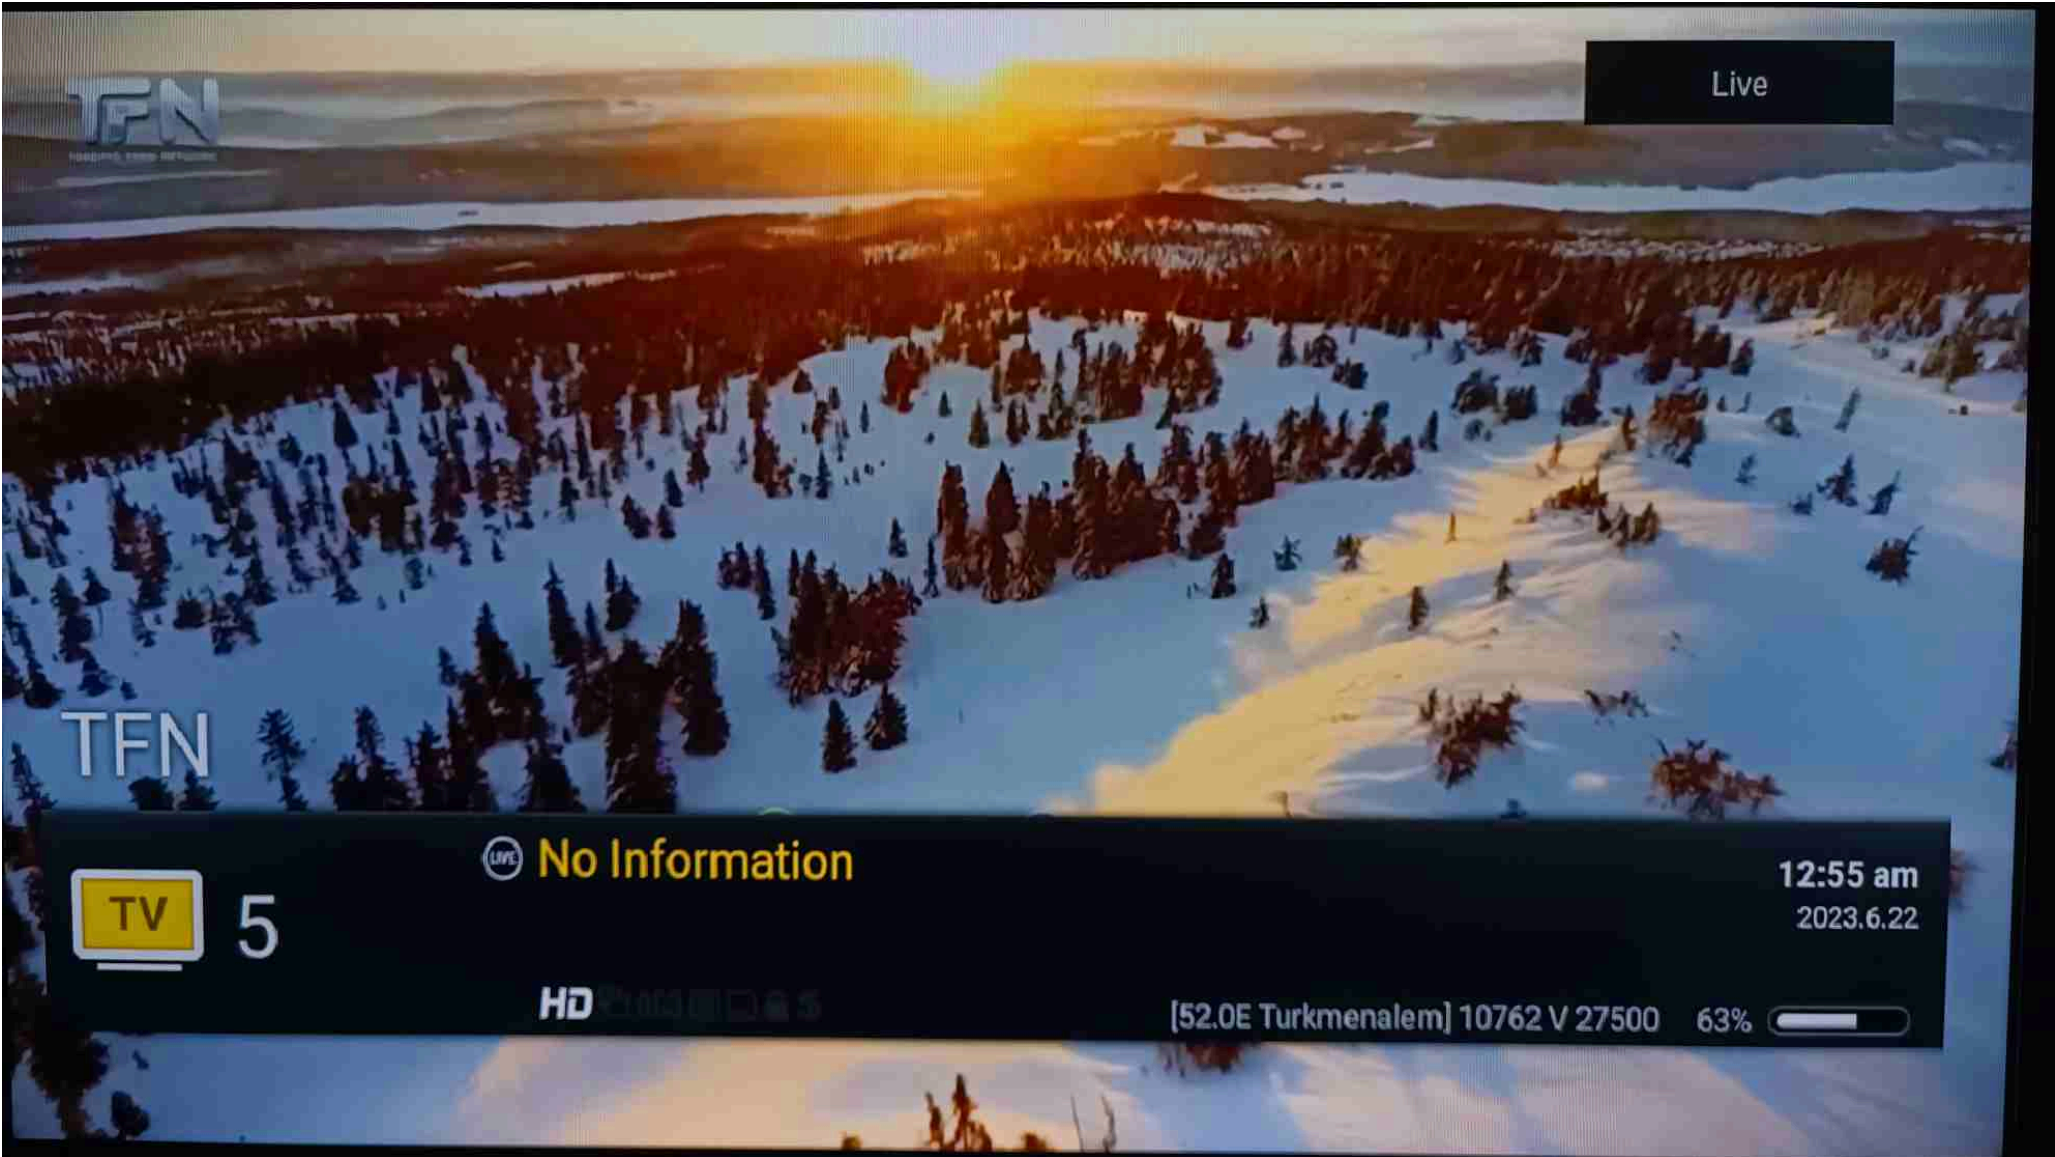 TFN
Live
TFN
TV
5
LIVE
No Information
12:55 am
2023.6.22
HD
[52.0E Turkmenalem] 10762 V 27500
63%